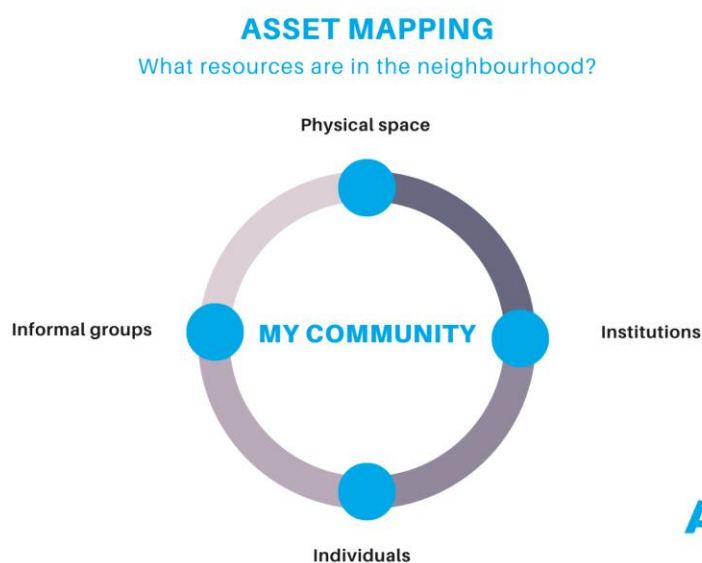 ASSET MAPPING
What resources are in the neighbourhood?
Physical space
Informal groups
MY COMMUNITY
Institutions
Individuals
A